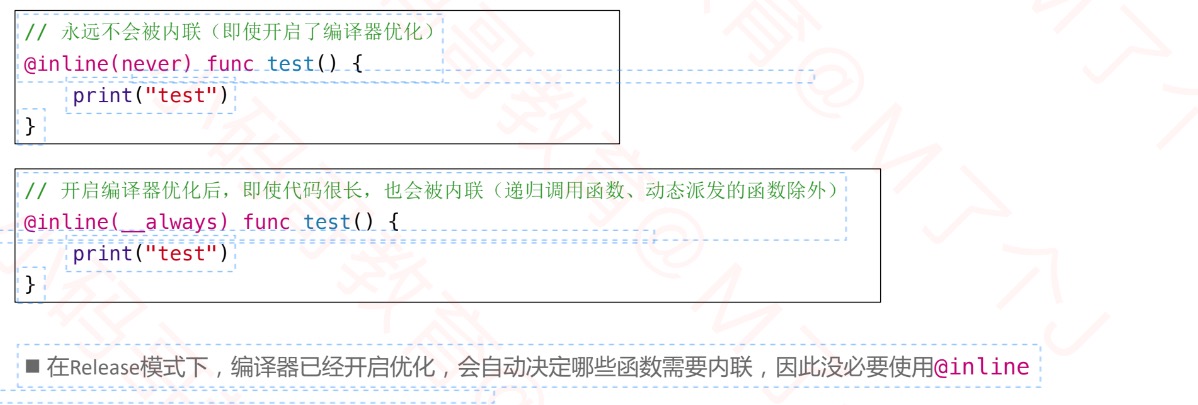 // 永远不会被内联（即使开启了编译器优化）
@inline(never) func test() {
    print("test")
}
// 开启编译器优化后，即使代码很长，也会被内联（递归调用函数、动态派发的函数除外）
@inline(__always) func test() {
    print("test")
}
■ 在Release模式下，编译器已经开启优化，会自动决定哪些函数需要内联，因此没必要使用@inline